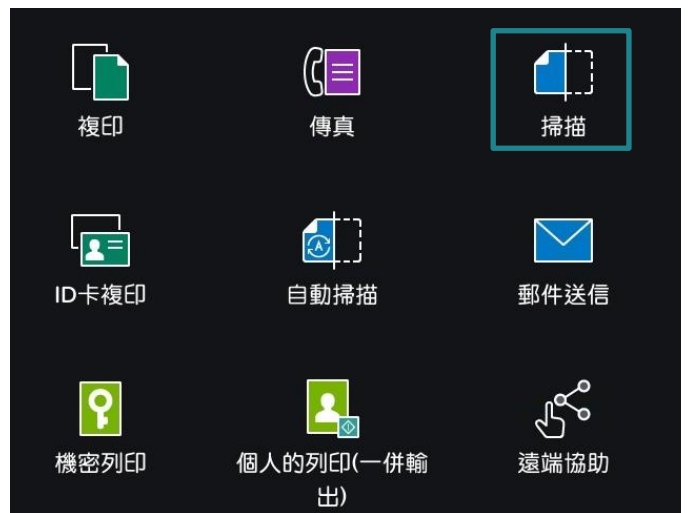 複印
傳真
掃描
ID卡複印
自動掃描
郵件送信
機密列印
個人的列印(一併輸
出)
遠端協助